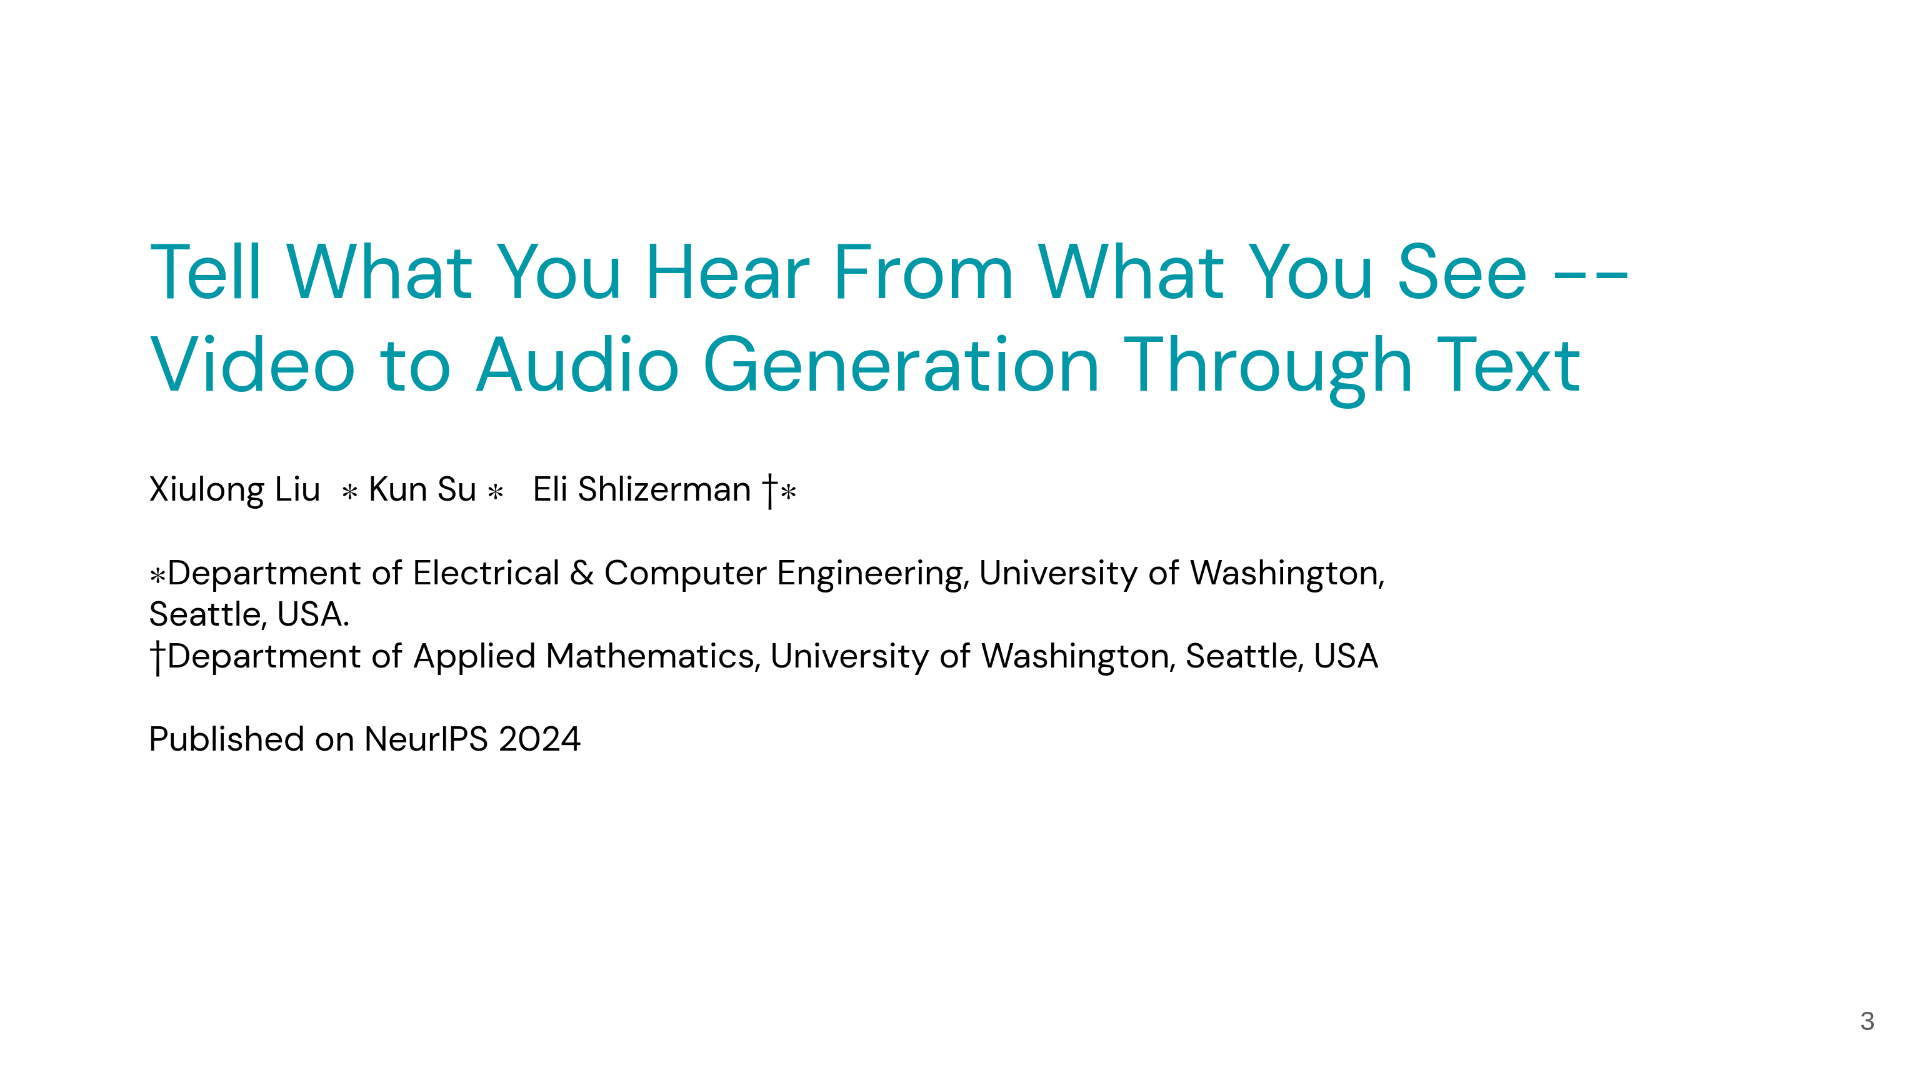 Tell What You Hear From What You See --
Video to Audio Generation Through Text
Xiulong Liu ∗ Kun Su ∗ Eli Shlizerman †∗
∗Department of Electrical & Computer Engineering, University of Washington,
Seattle, USA.
†Department of Applied Mathematics, University of Washington, Seattle, USA
Published on NeurIPS 2024
3